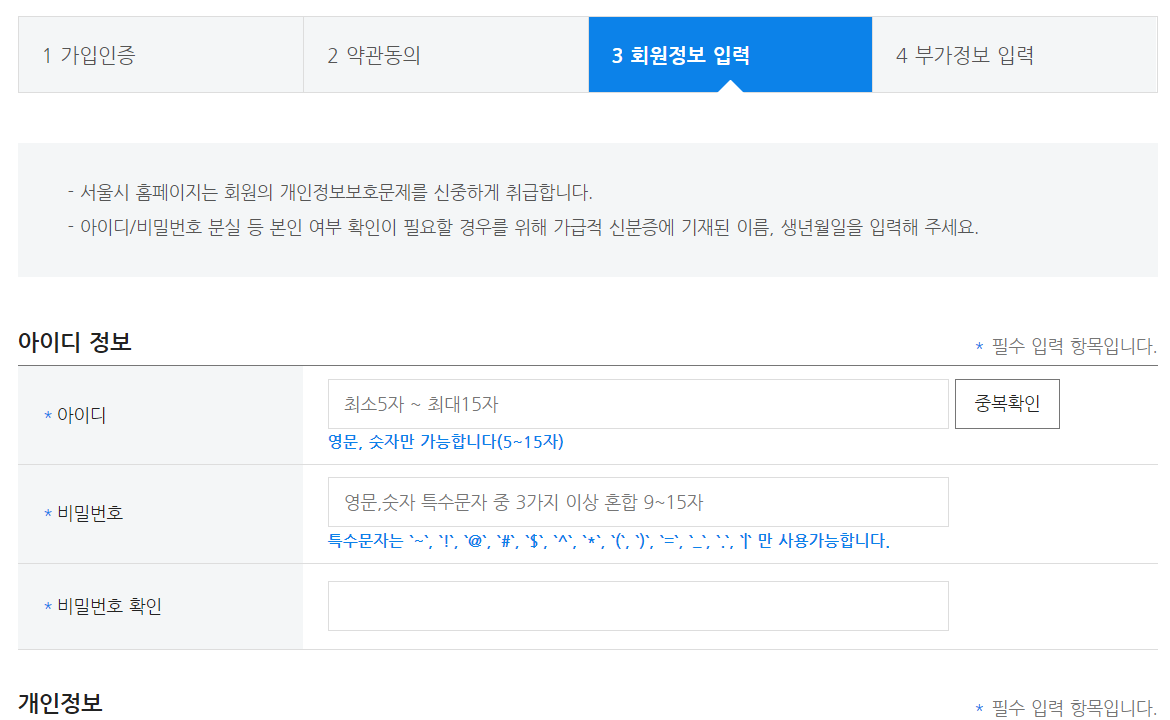 1 가입인증
2 약관동의
3 회원정보 입력
4 부가정보 입력
- 서울시 홈페이지는 회원의 개인정보보호문제를 신중하게 취급합니다.
- 아이디/비밀번호 분실 등 본인 여부 확인이 필요할 경우를 위해 가급적 신분증에 기재된 이름, 생년월일을 입력해 주세요.
아이디 정보
* 필수 입력 항목입니다.
* 아이디
최소5자 ~ 최대15자
중복확인
영문, 숫자만 가능합니다(5~15자)
* 비밀번호
영문,숫자 특수문자 중 3가지 이상 혼합 9~15자
특수문자는 `~`, `!`, `@`, `#`, `$`, `^`, `*`, `(`, `)`, `=`, `_`, `.`, `|` 만 사용가능합니다.
* 비밀번호 확인
개인정보
* 필수 입력 항목입니다.